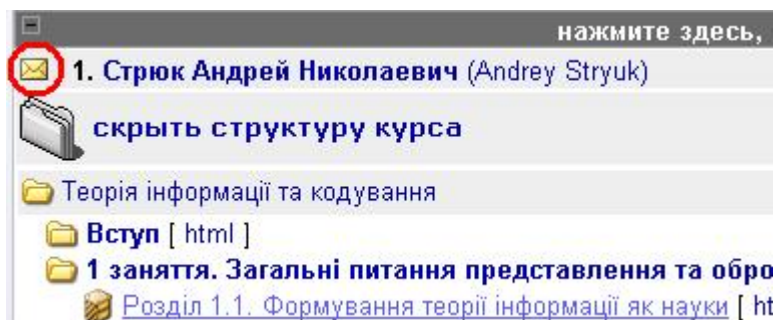 нажмите здесь,
1. Стрюк Андрей Николаевич (Andrey Stryuk)
скрыть структуру курса
Теорія інформації та кодування
Вступ [ html ]
1 заняття. Загальні питання представлення та обро
Розділ 1.1. Формування теорії інформації як науки [ ht